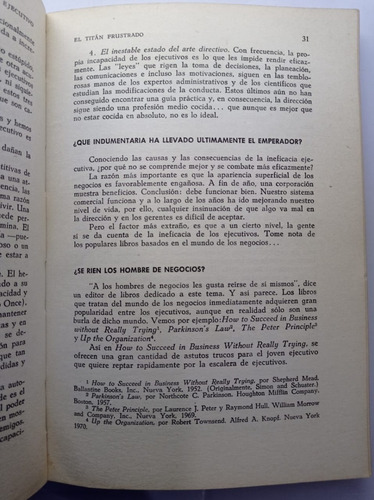 EL TITÁN FRUSTRADO 31
4. El inestable estado del arte directivo. Con frecuencia, la pro-
pia incapacidad de los ejecutivos es lo que les impide rendir eficaz-
mente. Las "leyes" que rigen la toma de decisiones, la planeación,
las comunicaciones e incluso las motivaciones, siguen en las temblo-
rosas manos de los expertos administrativos y de los científicos que
estudian las modificaciones de la conducta. Estos últimos aún no han
conseguido encontrar una guía práctica y, en consecuencia, la dirección
sigue siendo una profesión medio cocida... que aunque es mejor que
no estar cocida en absoluto, no es lo ideal.
¿QUE INDUMENTARIA HA LLEVADO ULTIMAMENTE EL EMPERADOR?
Conociendo las causas y las consecuencias de la ineficacia ejecu-
tiva, ¿por qué no se comprende mejor y se combate más eficazmente?
La razón más importante es que la apariencia superficial de los
negocios es favorablemente engañosa. A fin de año, una corporación
muestra beneficios. Conclusión: debe funcionar bien. Nuestro sistema
comercial funciona y a lo largo de los años ha ido mejorando nuestro
nivel de vida, por ello, cualquier insinuación de que algo va mal en
la dirección y en los gerentes es difícil de aceptar.
Pero el factor más extraño, es que a un cierto nivel, la gente
sí se da cuenta de la ineficacia de los ejecutivos. Tome nota de
los populares libros basados en el mundo de los negocios...
¿SE RIEN LOS HOMBRE DE NEGOCIOS?
"A los hombres de negocios les gusta reírse de sí mismos", dice
un editor de libros dedicados a este tema. Y así parece. Los libros
que tratan del mundo de los negocios inmediatamente adquieren gran
popularidad entre los ejecutivos, aunque en realidad sólo son una
burla de dicho mundo. Vemos por ejemplo: How to Succeed in Business
without Really Trying¹, Parkinson's Law², The Peter Principle³
y Up the Organization⁴.
Así en How to Succeed in Business Without Really Trying, se
ofrecen una gran cantidad de astutos trucos para el joven ejecutivo
que quiere reptar rapidamente por la escalera de ejecutivos.
¹ How to Succeed in Business Without Really Trying, por Shepherd Mead.
Ballantine Books, Inc., Nueva York, 1952. (Originalmente, Simon and Schuster.)
² Parkinson's Law, por Northcote C. Parkinson. Houghton Mifflin Company,
Boston, 1957.
³ The Peter Principle, por Laurence J. Peter y Raymond Hull. William Morrow
and Company, Inc., Nueva York, 1969.
⁴ Up the Organization, por Robert Townsend. Alfred A. Knopf. Nueva York
1970.